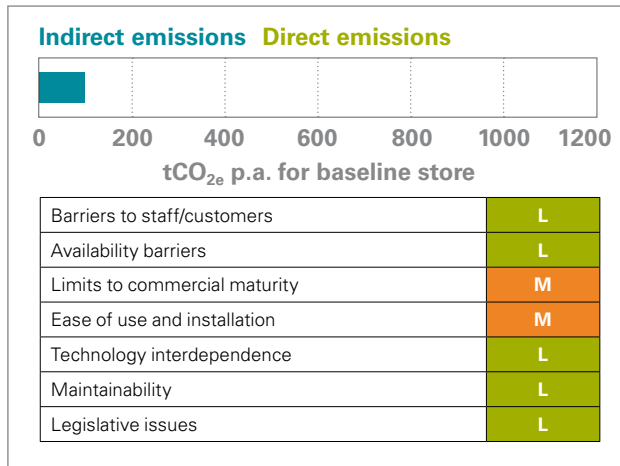 Indirect emissions Direct emissions
0 200 400 600 800 1000 1200
tCO2e p.a. for baseline store
Barriers to staff/customers L
Availability barriers L
Limits to commercial maturity M
Ease of use and installation M
Technology interdependence L
Maintainability L
Legislative issues L